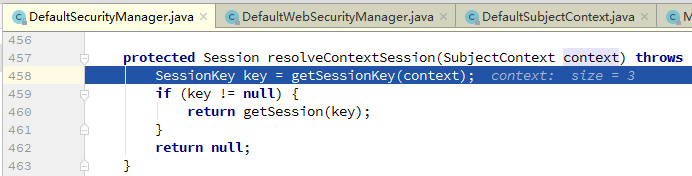 DefaultSecurityManager.java × DefaultWebSecurityManager.java × DefaultSubjectContext.java × M
456
457 protected Session resolveContextSession(SubjectContext context) throws
458 SessionKey key = getSessionKey(context); context: size = 3
459 if (key != null) {
460 return getSession(key);
461 }
462 return null;
463 }